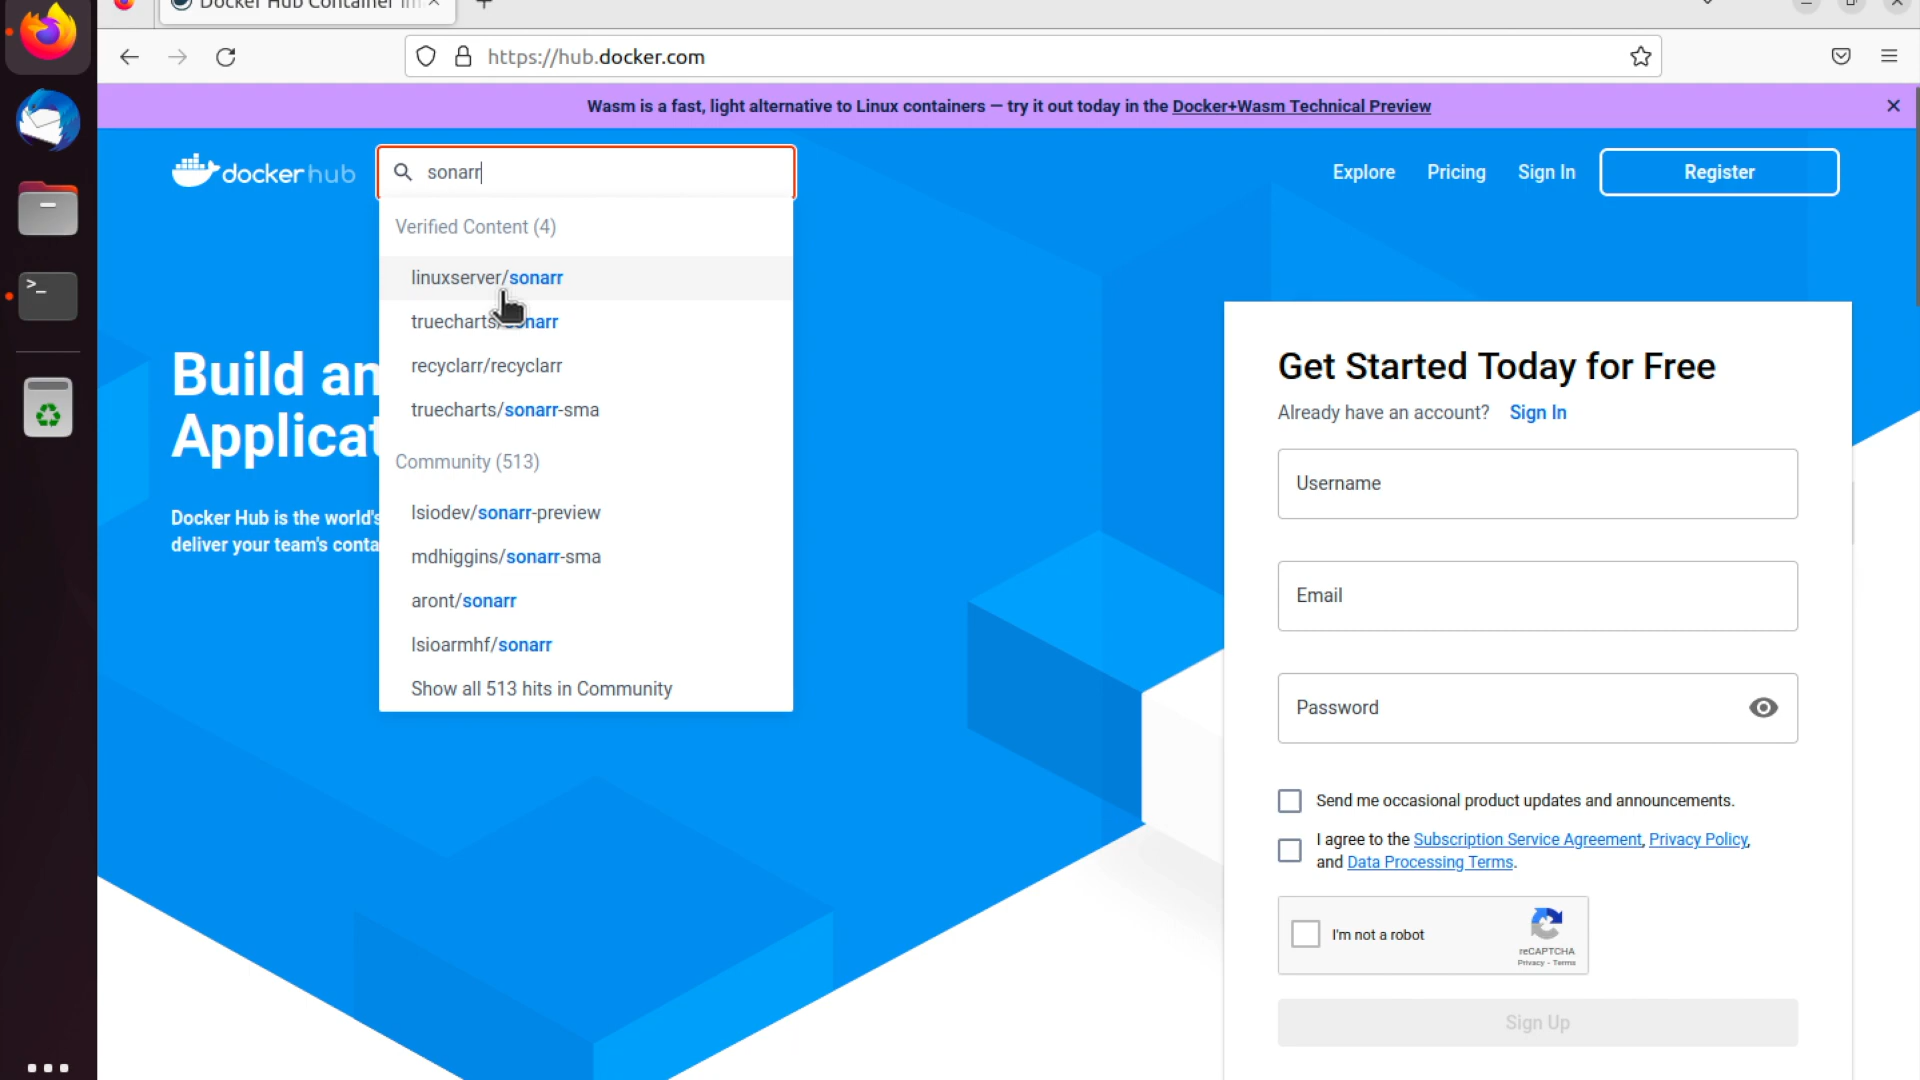 Docker Hub Container Im
https://hub.docker.com
Wasm is a fast, light alternative to Linux containers — try it out today in the Docker+Wasm Technical Preview
dockerhub
sonarr
Explore
Pricing
Sign In
Register
Verified Content (4)
linuxserver/sonarr
truecharts/sonarr
recyclarr/recyclarr
truecharts/sonarr-sma
Community (513)
lsiodev/sonarr-preview
mdhiggins/sonarr-sma
aront/sonarr
lsioarmhf/sonarr
Show all 513 hits in Community
Build an
Applicat
Docker Hub is the world's
deliver your team's conta
Get Started Today for Free
Already have an account? Sign In
Username
Email
Password
Send me occasional product updates and announcements.
I agree to the Subscription Service Agreement, Privacy Policy,
and Data Processing Terms.
I'm not a robot
reCAPTCHA
Privacy - Terms
Sign Up